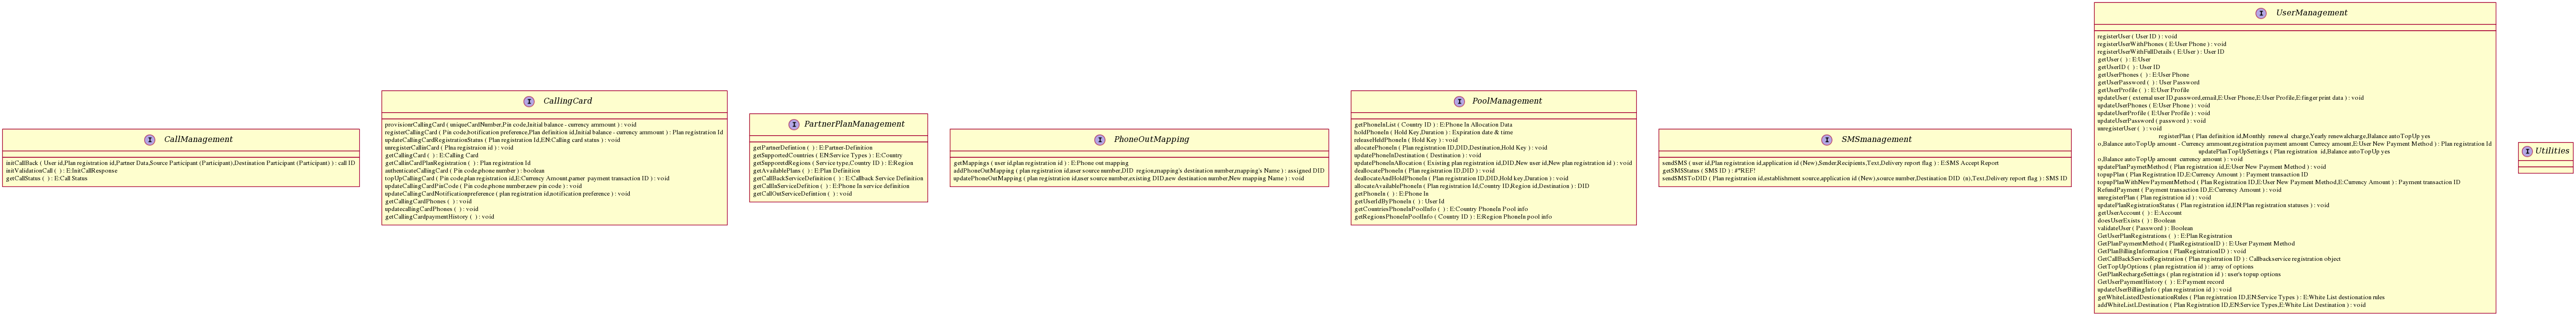 CallManagement
initCallBack ( User id,Plan registration id,Partner Data,Source Participant (Participant),Destination Participant (Participant) ) : call ID
initValidationCall (  ) : E:InitCallResponse
getCallStatus (  ) : E:Call Status
CallingCard
provisionCallingCard ( uniqueCardNumber,Pin code,Initial balance - currency ammount ) : void
registerCallingCard ( Pin code,botification preference,Plan definition id,Initial balance - currency ammount ) : Plan registration Id
updateCallingCardRegistrationStatus ( Plan registration Id,EN:Calling card status ) : void
unregisterCallinCard ( Plns registraion id ) : void
getCallingCard (  ) : E:Calling Card
getCallinCardPlanRegistration (  ) : Plan registration Id
authenticateCallingCard ( Pin code,phone number ) : boolean
topUpCallingCard ( Pin code,plan registration id,E:Currency Amount,parner  payment transaction ID ) : void
updateCallingCardPinCode ( Pin code,phone number,new pin code ) : void
updateCallingCardNotificationpreference ( plan registration id,notification preference ) : void
getCallingCardPhones (  ) : void
updatecallingCardPhones (  ) : void
getCallingCardpaymentHistory (  ) : void
PartnerPlanManagement
getPartnerDefintion (  ) : E:Partner-Definition
getSupportedCountries ( EN:Service Types ) : E:Country
getSuppooredRegions ( Service type,Country ID ) : E:Region
getAvailablePlans (  ) : E:Plan Definition
getCallBackServiceDefinition (  ) : E:Callback Service Definition
getCallInServiceDefition (  ) : E:Phone In service definition
getCallOutServiceDefition (  ) : void
PhoneOutMapping
getMappings ( user id,plan registration id ) : E:Phone out mapping
addPhoneOutMapping ( plan registration id,user source number,DID  region,mapping's destination number,mapping's Name ) : assigned DID
updatePhoneOutMapping ( plan registration id,user source number,existing DID,new destination number,New mapping Name ) : void
PoolManagement
getPhoneInList ( Country ID ) : E:Phone In Allocation Data
holdPhoneIn ( Hold Key,Duration ) : Expiration date & time
releaseHeldPhoneIn ( Hold Key ) : void
allocatePhoneIn ( Plan registration ID,DID,Destination,Hold Key ) : void
updatePhoneInDestination ( Destination ) : void
updatePhoneInAllocation ( Existing plan registration id,DID,New user id,New plan registration id ) : void
deallocatePhoneIn ( Plan registration ID,DID ) : void
deallocateAndHoldPhoneIn ( Plan registration ID,DID,Hold key,Duration ) : void
allocateAvailablePhoneIn ( Plan registration Id,Country ID,Region id,Destination ) : DID
getPhoneIn (  ) : E:Phone In
getUserIdByPhoneIn (  ) : User Id
getCountriesPhoneInPoolInfo (  ) : E:Country PhoneIn Pool info
getRegionsPhoneInPoolInfo ( Country ID ) : E:Region PhoneIn pool info
SMSmanagement
sendSMS ( user id,Plan registration id,application id (New),Sender,Recipients,Text,Delivery report flag ) : E:SMS Accept Report
getSMSStatus ( SMS ID ) : #"REF!
sendSMSToDID ( Plan registration id,establishment source,application id (New),source number,Destination DID  (n),Text,Delivery report flag ) : SMS ID
UserManagement
registerUser ( User ID ) : void
registerUserWithPhones ( E:User Phone ) : void
registerUserWithFullDetails ( E:User ) : User ID
getUser (  ) : E:User
getUserID (  ) : User ID
getUserPhones (  ) : E:User Phone
getUserPassword (  ) : User Password
getUserProfile (  ) : E:User Profile
updateUser ( external user ID,password,email,E:User Phone,E:User Profile,E:finger print data ) : void
updateUserPhones ( E:User Phone ) : void
updateUserProfile ( E:User Profile ) : void
updateUserPassword ( password ) : void
unregisterUser (  ) : void
registerPlan ( Plan definition id,Monthly  renewal  charge,Yearly renewalcharge,Balance autoTopUp yes
o,Balance autoTopUp amount - Currency ammount,registration payment amount Currecy amount,E:User New Payment Method ) : Plan registration Id
updatePlanTopUpSettings ( Plan registration  id,Balance autoTopUp yes
o,Balance autoTopUp amount  currency amount ) : void
updatePlanPaymentMethod ( Plan registration id,E:User New Payment Method ) : void
topupPlan ( Plan Registration ID,E:Currency Amount ) : Payment transaction ID
topupPlanWithNewPaymentMethod ( Plan Registration ID,E:User New Payment Method,E:Currency Amount ) : Payment transaction ID
RefundPayment ( Payment transaction ID,E:Currency Amount ) : void
unregisterPlan ( Plan registration id ) : void
updatePlanRegistrationStatus ( Plan registration id,EN:Plan registration statuses ) : void
getUserAccount (  ) : E:Account
doesUserExists (  ) : Boolean
validateUser ( Password ) : Boolean
GetUserPlanRegistrations (  ) : E:Plan Registration
GetPlanPaymentMethod ( PlanRegistrationID ) : E:User Payment Method
GetPlanBillingInformation ( PlanRegistrationID ) : void
GetCallBackServiceRegistration ( Plan registration ID ) : Callbackservice registration object
GetTopUpOptions ( plan registration id ) : array of options
GetPlanRechargeSettings ( plan registration id ) : user's topup options
GetUserPaymentHistory (  ) : E:Payment record
updateUserBillingInfo ( plan registration id ) : void
getWhiteListedDestionationRules ( Plan registration ID,EN:Service Types ) : E:White List destionation rules
addWhiteListLDestination ( Plan Registration ID,EN:Service Types,E:White List Destination ) : void
Utilities